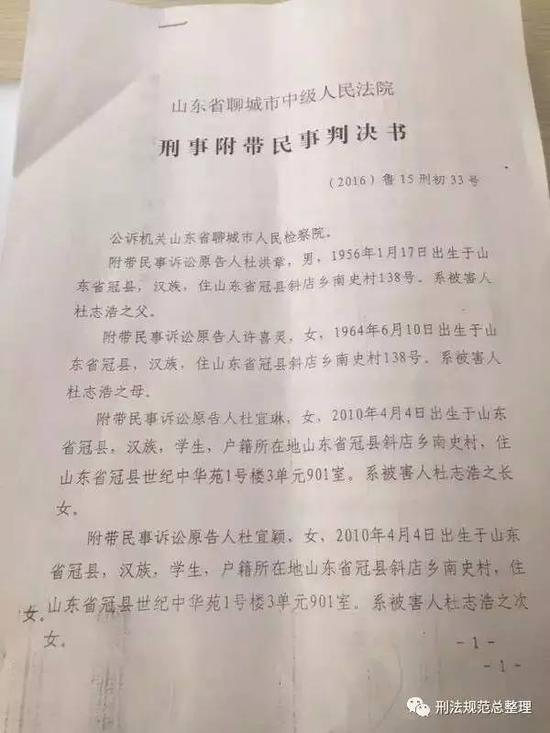 山东省聊城市中级人民法院
刑事附带民事判决书
（2016）鲁15刑初33号
公诉机关山东省聊城市人民检察院。
附带民事诉讼原告人杜洪章，男，1956年1月17日出生于山
东省冠县，汉族，住山东省冠县斜店乡南史村138号。系被害人
杜志浩之父。
附带民事诉讼原告人许喜灵，女，1964年6月10日出生于山
东省冠县，汉族，住山东省冠县斜店乡南史村138号。系被害人
杜志浩之母。
附带民事诉讼原告人杜宜琳，女，2010年4月4日出生于山东
省冠县，汉族，学生，户籍所在地山东省冠县斜店乡南史村，住
山东省冠县世纪中华苑1号楼3单元901室。系被害人杜志浩之长
女。
附带民事诉讼原告人杜宜颖，女，2010年4月4日出生于山东
省冠县，汉族，学生，户籍所在地山东省冠县斜店乡南史村，住
女。山东省冠县世纪中华苑1号楼3单元901室。系被害人杜志浩之次
女。
-1-
-1-
刑法规范总整理